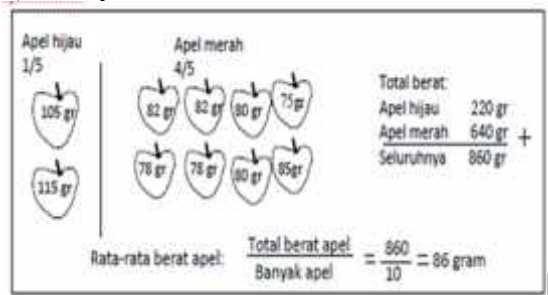 Apel hijau
1/5
105 gr
115 gr
Apel merah
4/5
82 gr 82 gr 80 gr 75gr
78 gr 78 gr 80 gr 85gr
Total berat:
Apel hijau 220 gr
Apel merah 640 gr +
Seluruhnya 860 gr
Rata-rata berat apel: Total berat apel / Banyak apel = 860 / 10 = 86 gram